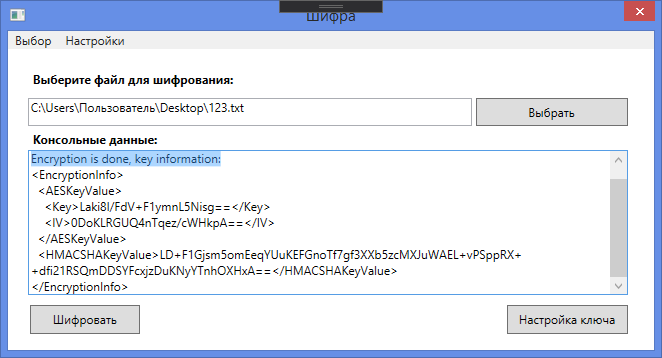 Шифра
Выбор Настройки
Выберите файл для шифрования:
C:\Users\Пользователь\Desktop\123.txt
Выбрать
Консольные данные:
Encryption is done, key information:
<EncryptionInfo>
<AESKeyValue>
<Key>Laki8I/FdV+F1ymnL5Nisg==</Key>
<IV>0DoKLRGUQ4nTqez/cWHkpA==</IV>
</AESKeyValue>
<HMACSHAKeyValue>LD+F1Gjsm5omEeqYUuKEFGnoTf7gf3XXb5zcMXJuWAEL+vPSppRX+
+dfi21RSQmDDSYFcxjzDuKNyYTnhOXHxA==</HMACSHAKeyValue>
</EncryptionInfo>
Шифровать
Настройка ключа